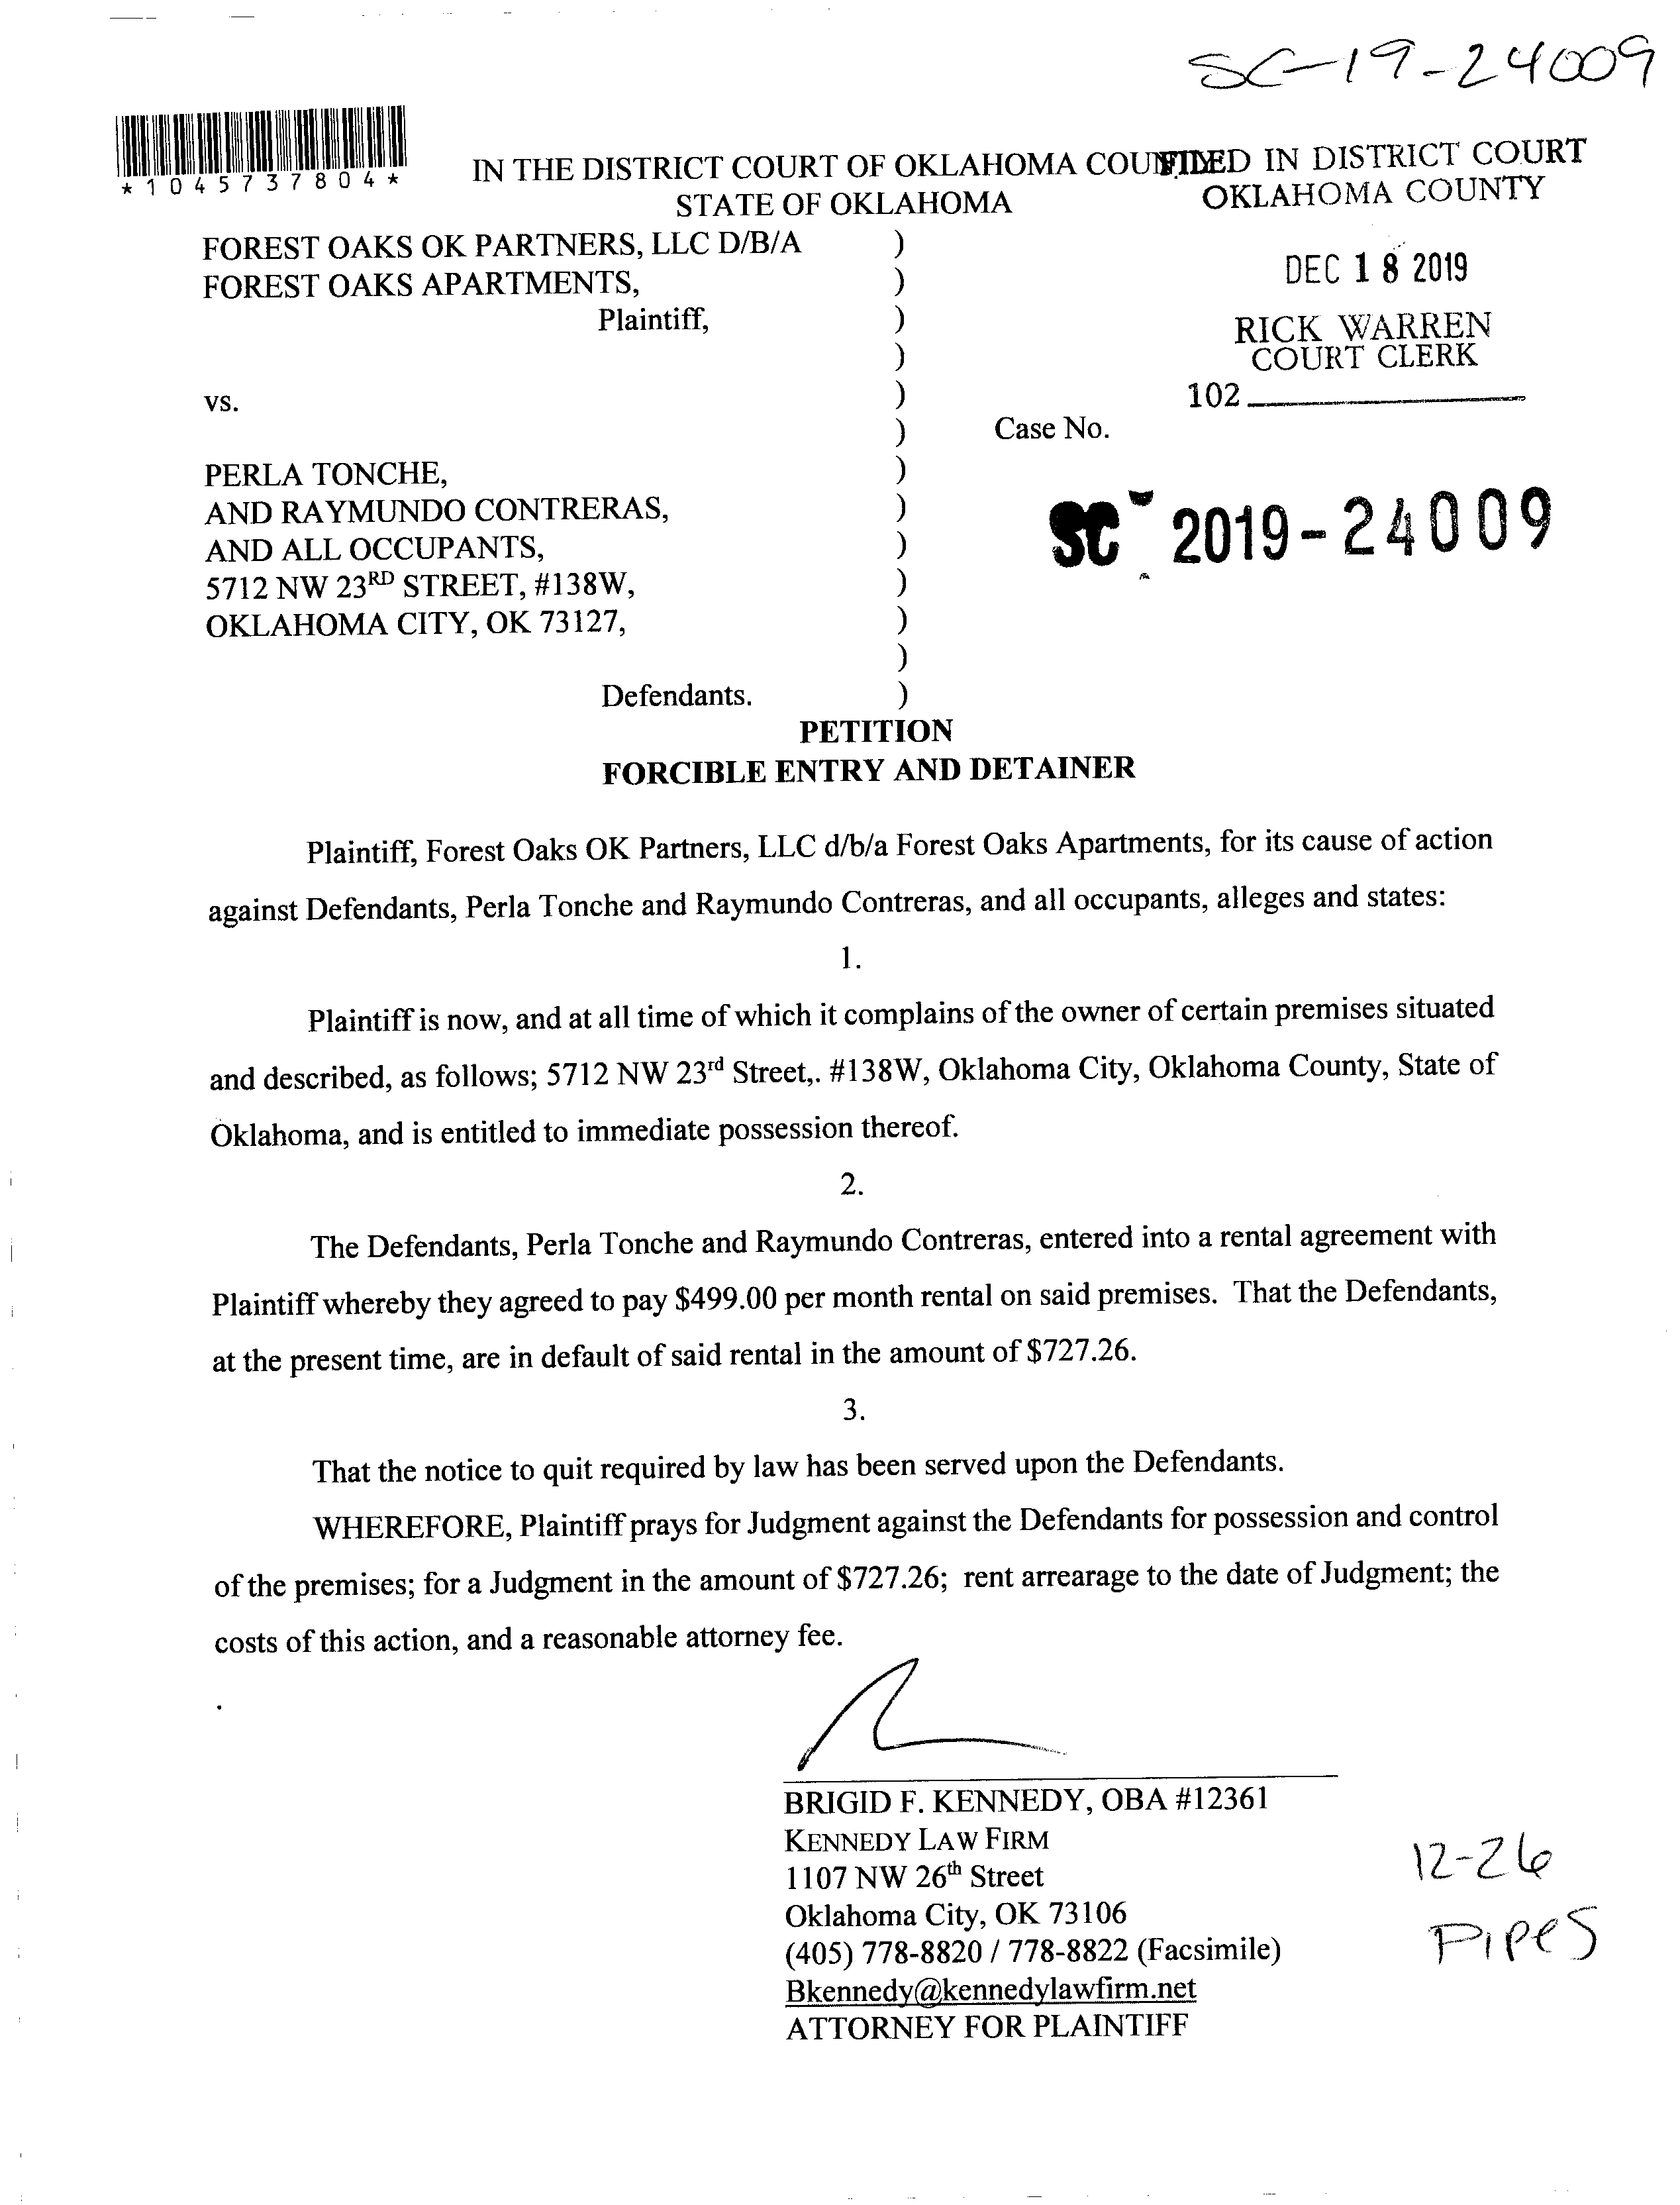 SC-19-24009
*1045737804*
IN THE DISTRICT COURT OF OKLAHOMA COUNTY
STATE OF OKLAHOMA
FILED IN DISTRICT COURT
OKLAHOMA COUNTY
DEC 18 2019
RICK WARREN
COURT CLERK
102
FOREST OAKS OK PARTNERS, LLC D/B/A )
FOREST OAKS APARTMENTS, )
Plaintiff, )
)
vs. )
) Case No.
PERLA TONCHE, )
AND RAYMUNDO CONTRERAS, )
AND ALL OCCUPANTS, )
5712 NW 23RD STREET, #138W, )
OKLAHOMA CITY, OK 73127, )
)
Defendants. )
SC 2019-24009
PETITION
FORCIBLE ENTRY AND DETAINER
Plaintiff, Forest Oaks OK Partners, LLC d/b/a Forest Oaks Apartments, for its cause of action
against Defendants, Perla Tonche and Raymundo Contreras, and all occupants, alleges and states:
1.
Plaintiff is now, and at all time of which it complains of the owner of certain premises situated
and described, as follows; 5712 NW 23rd Street,. #138W, Oklahoma City, Oklahoma County, State of
Oklahoma, and is entitled to immediate possession thereof.
2.
The Defendants, Perla Tonche and Raymundo Contreras, entered into a rental agreement with
Plaintiff whereby they agreed to pay $499.00 per month rental on said premises. That the Defendants,
at the present time, are in default of said rental in the amount of $727.26.
3.
That the notice to quit required by law has been served upon the Defendants.
WHEREFORE, Plaintiff prays for Judgment against the Defendants for possession and control
of the premises; for a Judgment in the amount of $727.26; rent arrearage to the date of Judgment; the
costs of this action, and a reasonable attorney fee.
BRIGID F. KENNEDY, OBA #12361
KENNEDY LAW FIRM
1107 NW 26th Street
Oklahoma City, OK 73106
(405) 778-8820 / 778-8822 (Facsimile)
Bkennedy@kennedylawfirm.net
ATTORNEY FOR PLAINTIFF
12-26
Pipes